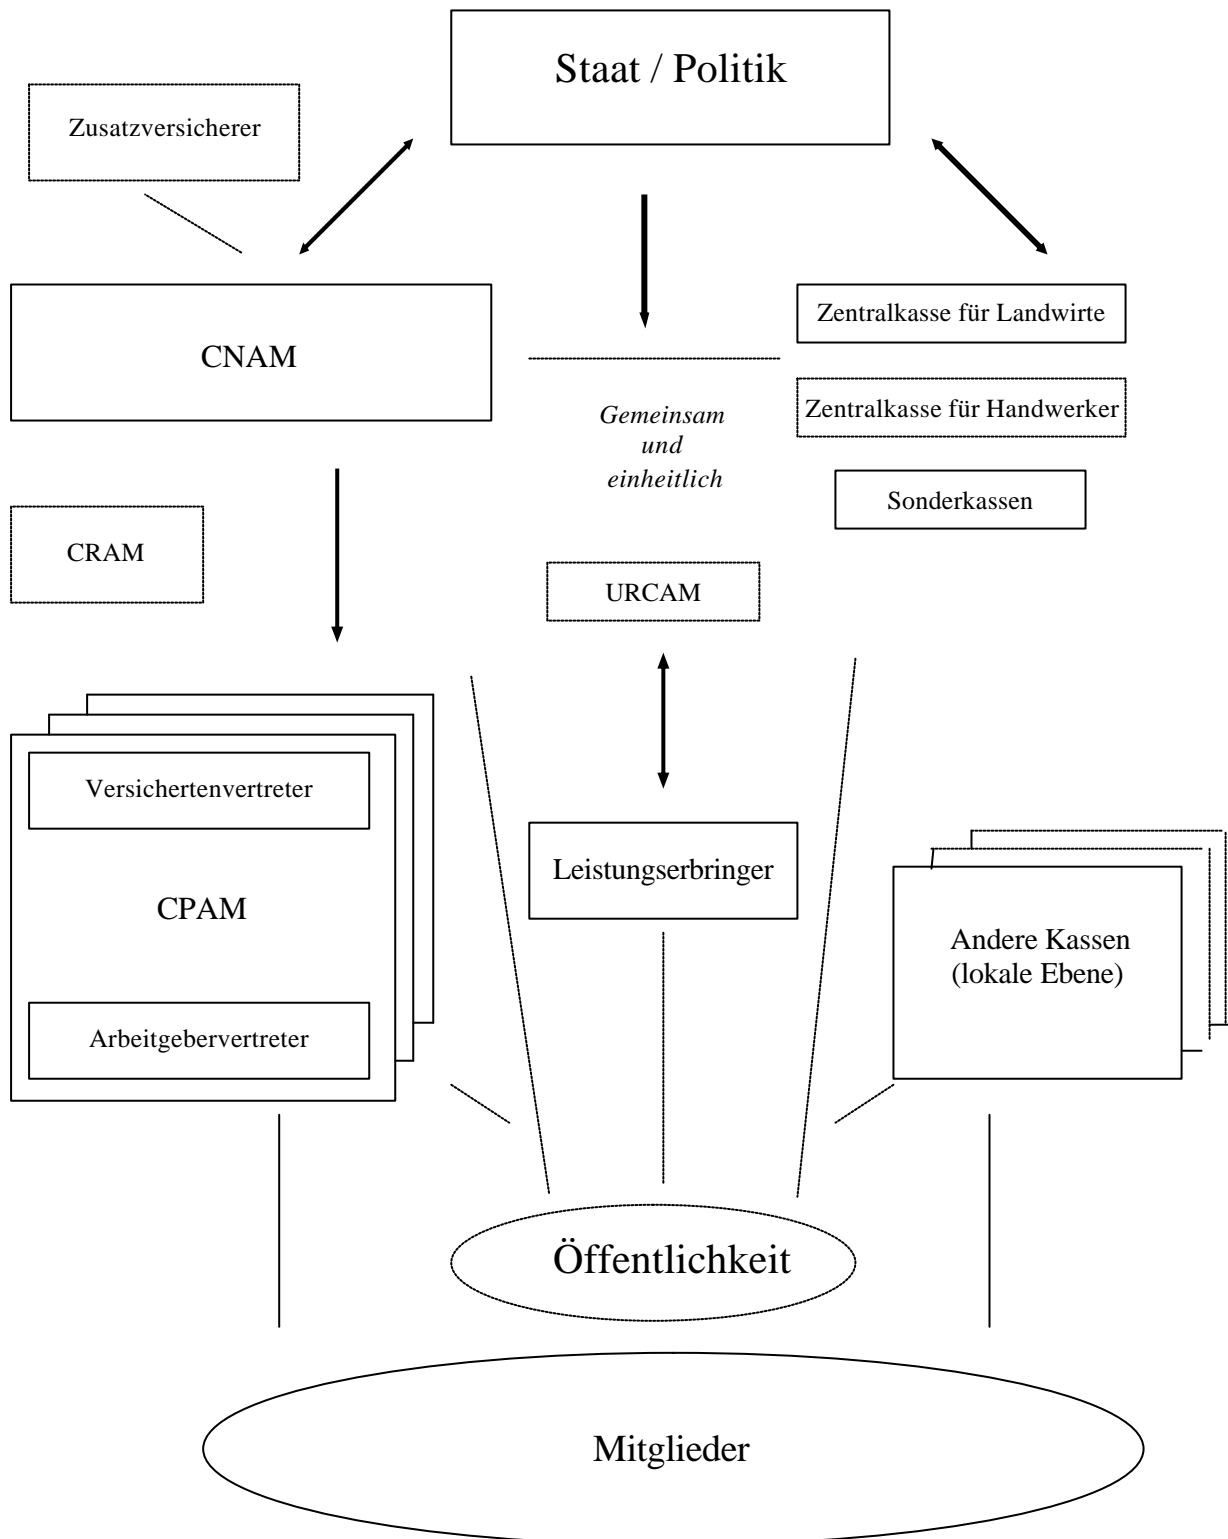 Staat / Politik
Zusatzversicherer
CNAM
Zentralkasse für Landwirte
Zentralkasse für Handwerker
Gemeinsam
und
einheitlich
Sonderkassen
CRAM
URCAM
Versichertenvertreter
CPAM
Arbeitgebervertreter
Leistungserbringer
Andere Kassen
(lokale Ebene)
Öffentlichkeit
Mitglieder